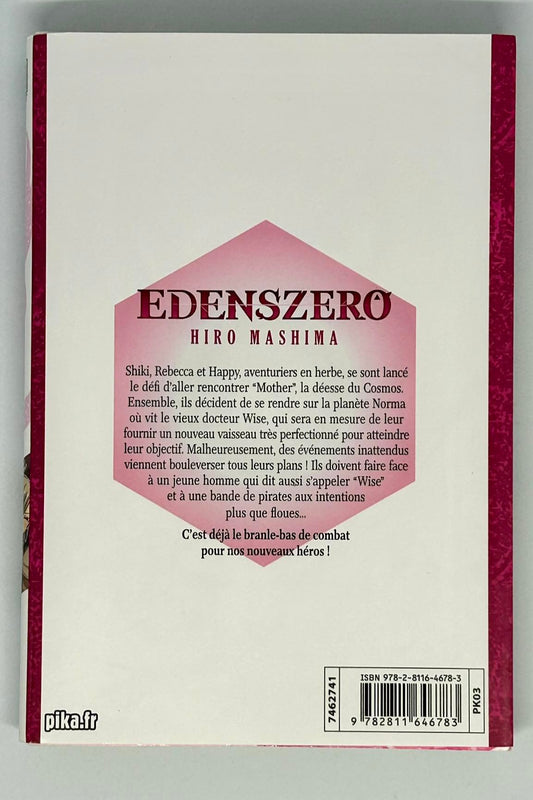 EDENSZERO
HIRO MASHIMA
Shiki, Rebecca et Happy, aventuriers en herbe, se sont lancé
le défi d'aller rencontrer “Mother”, la déesse du Cosmos.
Ensemble, ils décident de se rendre sur la planète Norma
où vit le vieux docteur Wise, qui sera en mesure de leur
fournir un nouveau vaisseau très perfectionné pour atteindre
leur objectif. Malheureusement, des événements inattendus
viennent bouleverser tous leurs plans ! Ils doivent faire face
à un jeune homme qui dit aussi s'appeler “Wise”
et à une bande de pirates aux intentions
plus que floues...
C'est déjà le branle-bas de combat
pour nos nouveaux héros !
pika.fr
7462741
ISBN 978-2-8116-4678-3
9 782811 646783
PK03